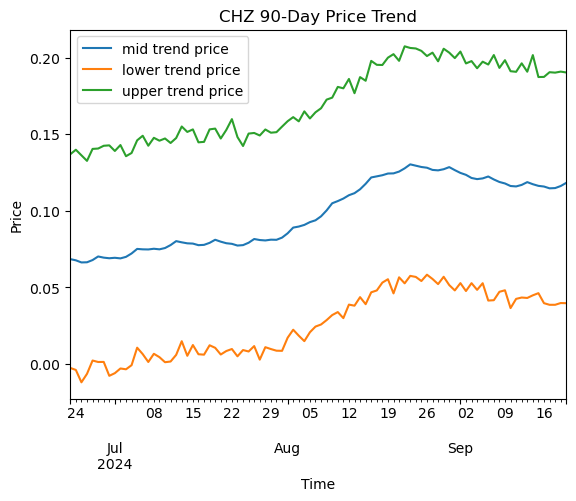 CHZ 90-Day Price Trend
mid trend price
lower trend price
upper trend price
0.20
0.15
0.10
0.05
0.00
Price
24 08 15 22 29 05 12 19 26 02 09 16
Jul Aug Sep
2024
Time